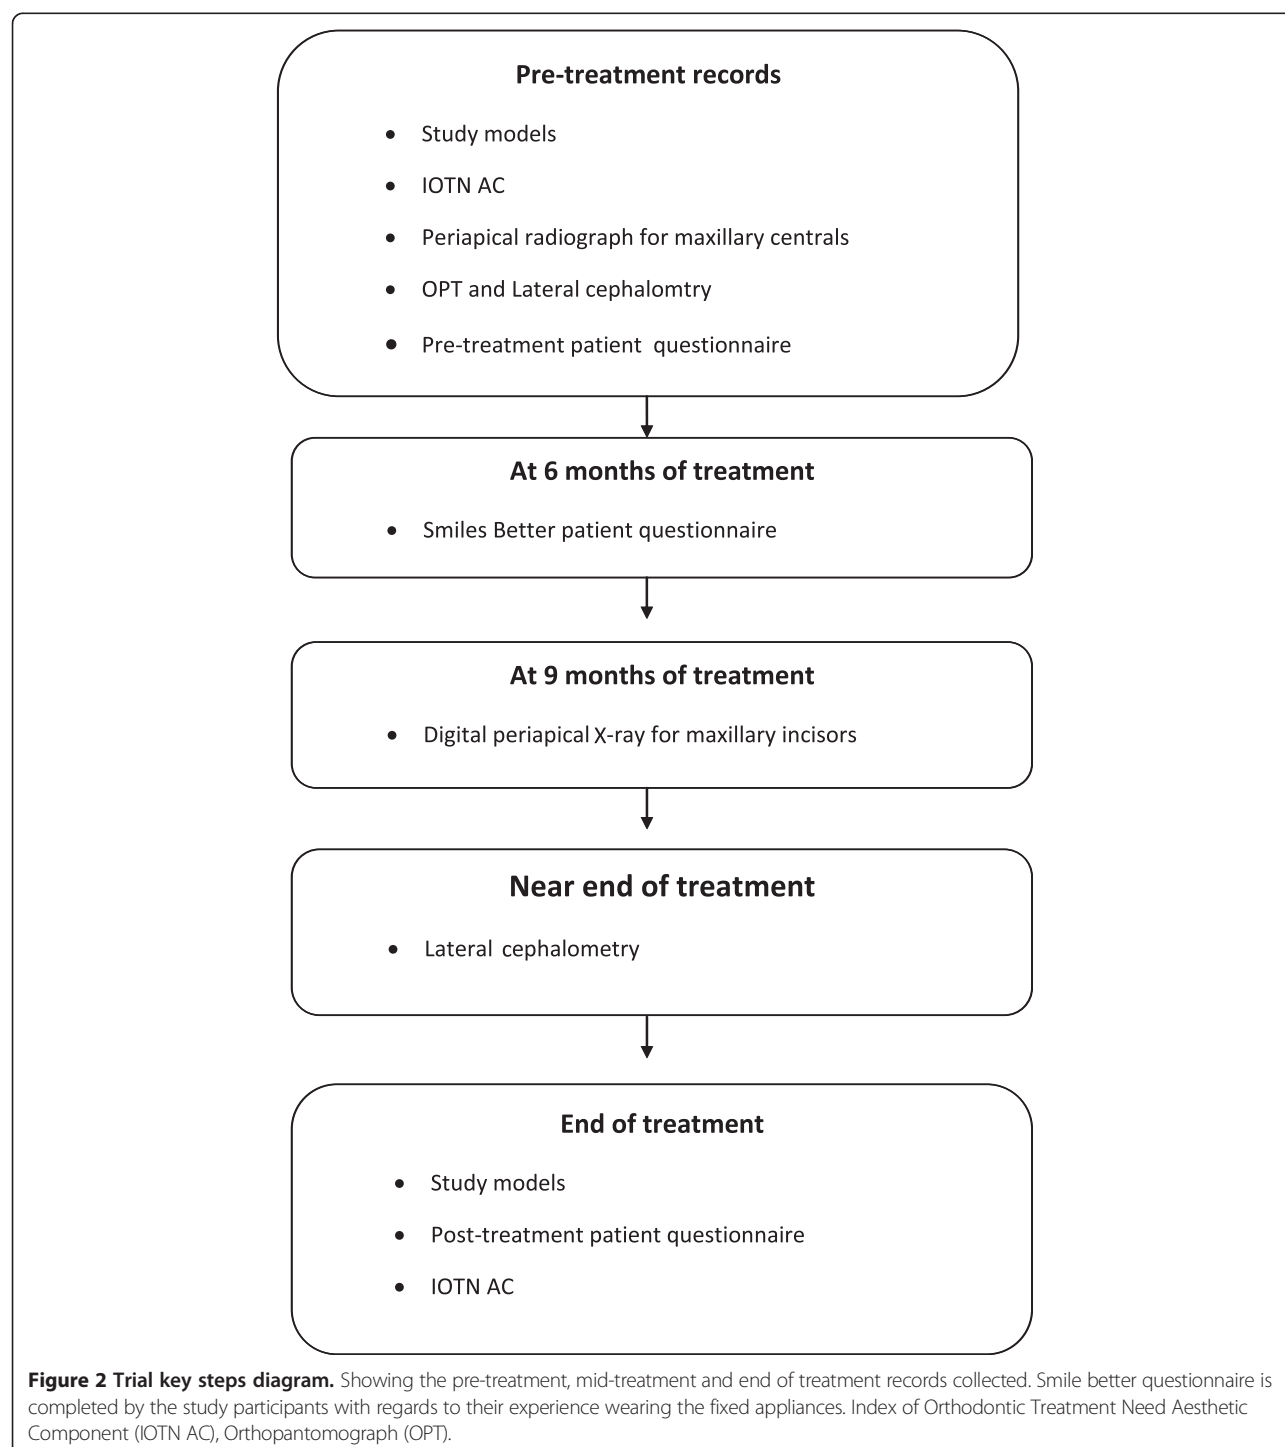 Pre-treatment records
• Study models
• IOTN AC
• Periapical radiograph for maxillary centrals
• OPT and Lateral cephalomtry
• Pre-treatment patient questionnaire
At 6 months of treatment
• Smiles Better patient questionnaire
At 9 months of treatment
• Digital periapical X-ray for maxillary incisors
Near end of treatment
• Lateral cephalometry
End of treatment
• Study models
• Post-treatment patient questionnaire
• IOTN AC
Figure 2 Trial key steps diagram. Showing the pre-treatment, mid-treatment and end of treatment records collected. Smile better questionnaire is
completed by the study participants with regards to their experience wearing the fixed appliances. Index of Orthodontic Treatment Need Aesthetic
Component (IOTN AC), Orthopantomograph (OPT).